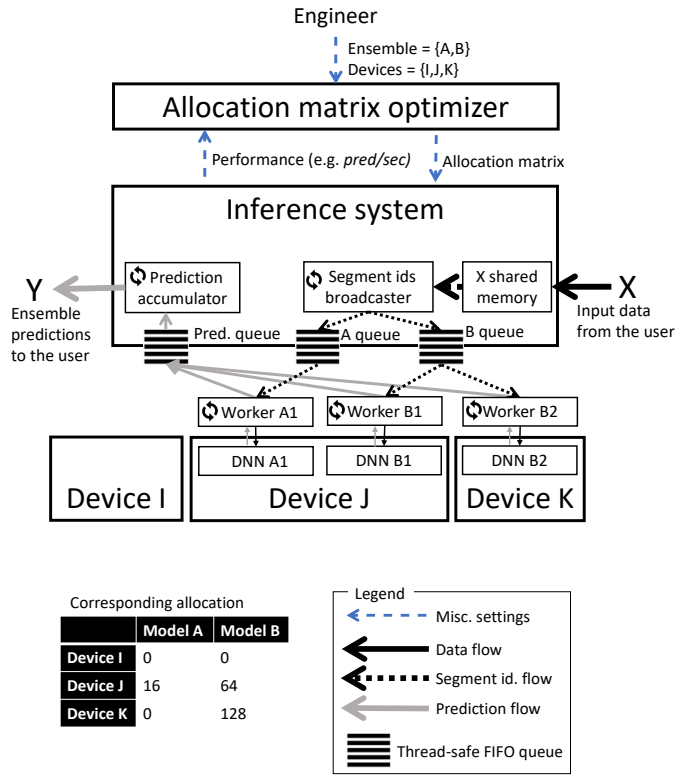 Engineer
Ensemble = {A,B}
Devices = {I,J,K}
Allocation matrix optimizer
Performance (e.g. pred/sec)
Allocation matrix
Inference system
Y
Ensemble
predictions
to the user
Prediction
accumulator
Segment ids
broadcaster
X shared
memory
X
Input data
from the user
Pred. queue
A queue
B queue
Worker A1
Worker B1
Worker B2
DNN A1
DNN B1
DNN B2
Device I
Device J
Device K
Corresponding allocation
Model A Model B
Device I 0 0
Device J 16 64
Device K 0 128
Legend
Misc. settings
Data flow
Segment id. flow
Prediction flow
Thread-safe FIFO queue